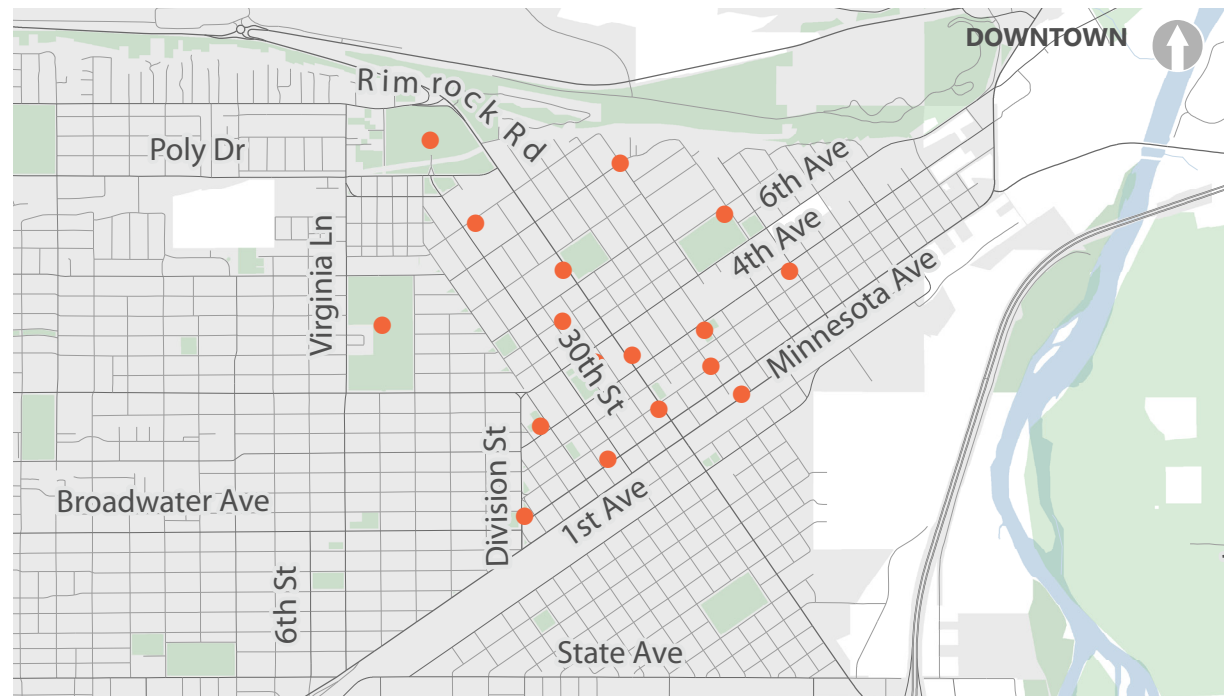 DOWNTOWN
Rimrock Rd
Poly Dr
6th Ave
4th Ave
Virginia Ln
Minnesota Ave
30th St
Division St
Broadwater Ave
1st Ave
6th St
State Ave